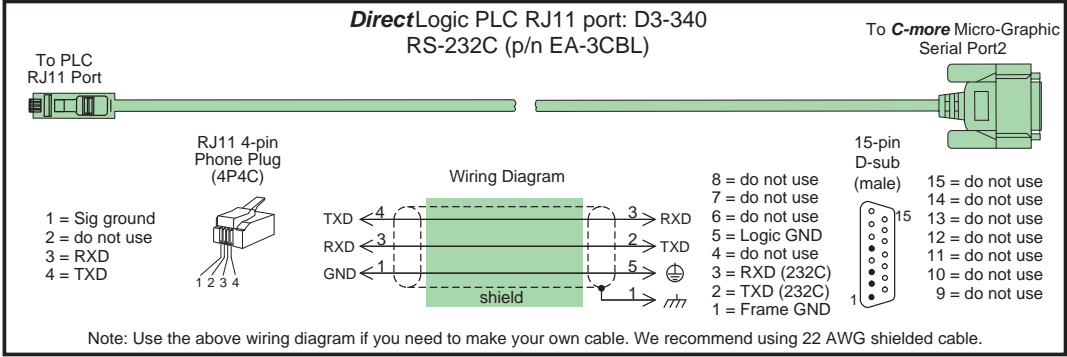 DirectLogic PLC RJ11 port: D3-340
RS-232C (p/n EA-3CBL)
To C-more Micro-Graphic
Serial Port2
To PLC
RJ11 Port
RJ11 4-pin
Phone Plug
(4P4C)
1 = Sig ground
2 = do not use
3 = RXD
4 = TXD
1 2 3 4
Wiring Diagram
TXD 4 3 RXD
RXD 3 2 TXD
GND 1 5
shield 1
8 = do not use
7 = do not use
6 = do not use
5 = Logic GND
4 = do not use
3 = RXD (232C)
2 = TXD (232C)
1 = Frame GND
15-pin
D-sub
(male)
15
1
15 = do not use
14 = do not use
13 = do not use
12 = do not use
11 = do not use
10 = do not use
9 = do not use
Note: Use the above wiring diagram if you need to make your own cable. We recommend using 22 AWG shielded cable.